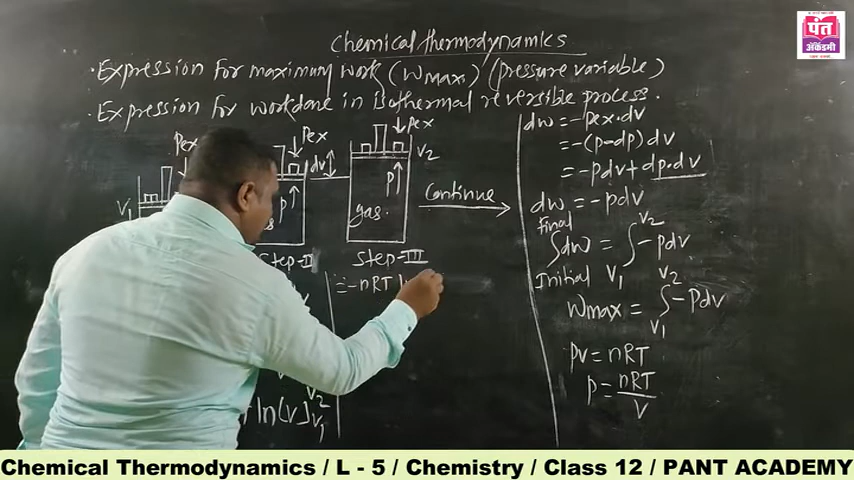 Chemical thermodynamics
· Expression for maximum work (Wmax) (pressure variable)
· Expression for workdone in isothermal reversible process.
Pex
Pex
Pex
dv
V₁
V₂
P↑
P↑
gas.
Continue
Step-II
Step-III
ln(v)]ᵥ₁ⱽ²
= -nRT
dw = -Pex.dv
= -(P-dP) dv
= -Pdv + dP.dv
dw = -Pdv
Final
∫dw = ∫ -Pdv
V₂
Initial V₁
V₂
Wmax = ∫ -Pdv
V₁
PV = nRT
P = nRT/V
पंत
अकॅडमी
Chemical Thermodynamics / L - 5 / Chemistry / Class 12 / PANT ACADEMY